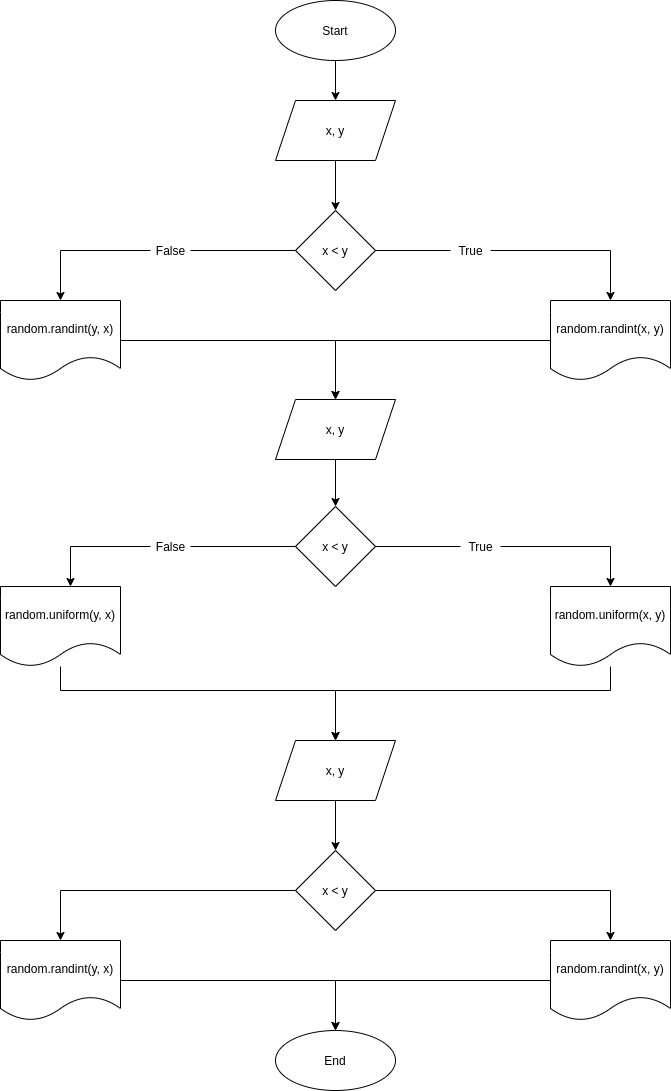 Start
x, y
x < y
False
True
random.randint(y, x)
random.randint(x, y)
x, y
x < y
False
True
random.uniform(y, x)
random.uniform(x, y)
x, y
x < y
random.randint(y, x)
random.randint(x, y)
End